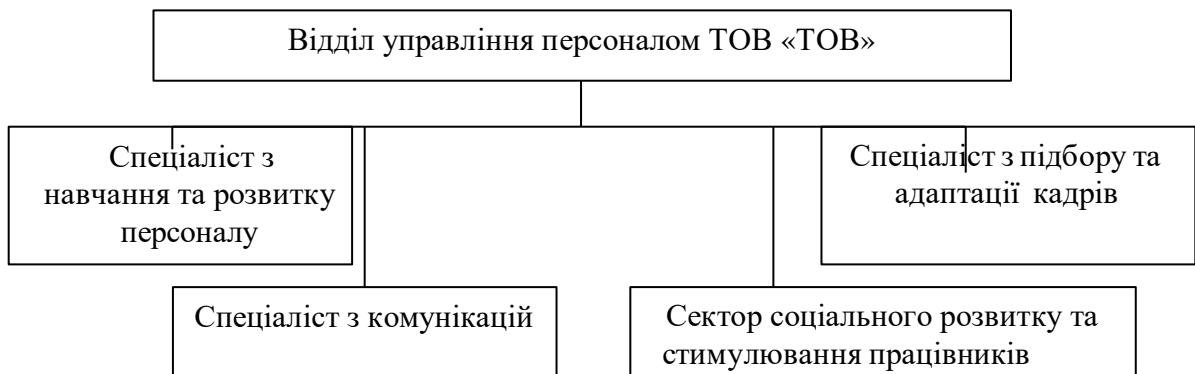 Відділ управління персоналом ТОВ «ТОВ»
Спеціаліст з
навчання та розвитку
персоналу
Спеціаліст з підбору та
адаптації кадрів
Спеціаліст з комунікацій
Сектор соціального розвитку та
стимулювання працівників